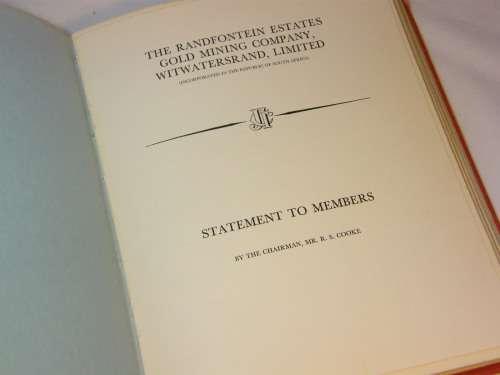 THE RANDFONTEIN ESTATES
GOLD MINING COMPANY,
WITWATERSRAND, LIMITED
(INCORPORATED IN THE REPUBLIC OF SOUTH AFRICA)
STATEMENT TO MEMBERS
BY THE CHAIRMAN, MR. R. S. COOKE